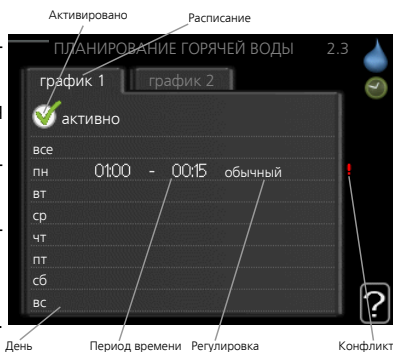 Активировано
Расписание
ПЛАНИРОВАНИЕ ГОРЯЧЕЙ ВОДЫ 2.3
график 1 график 2
активно
все
пн 01:00 - 00:15 обычный !
вт
ср
чт
пт
сб
вс
?
День Период времени Регулировка Конфликт